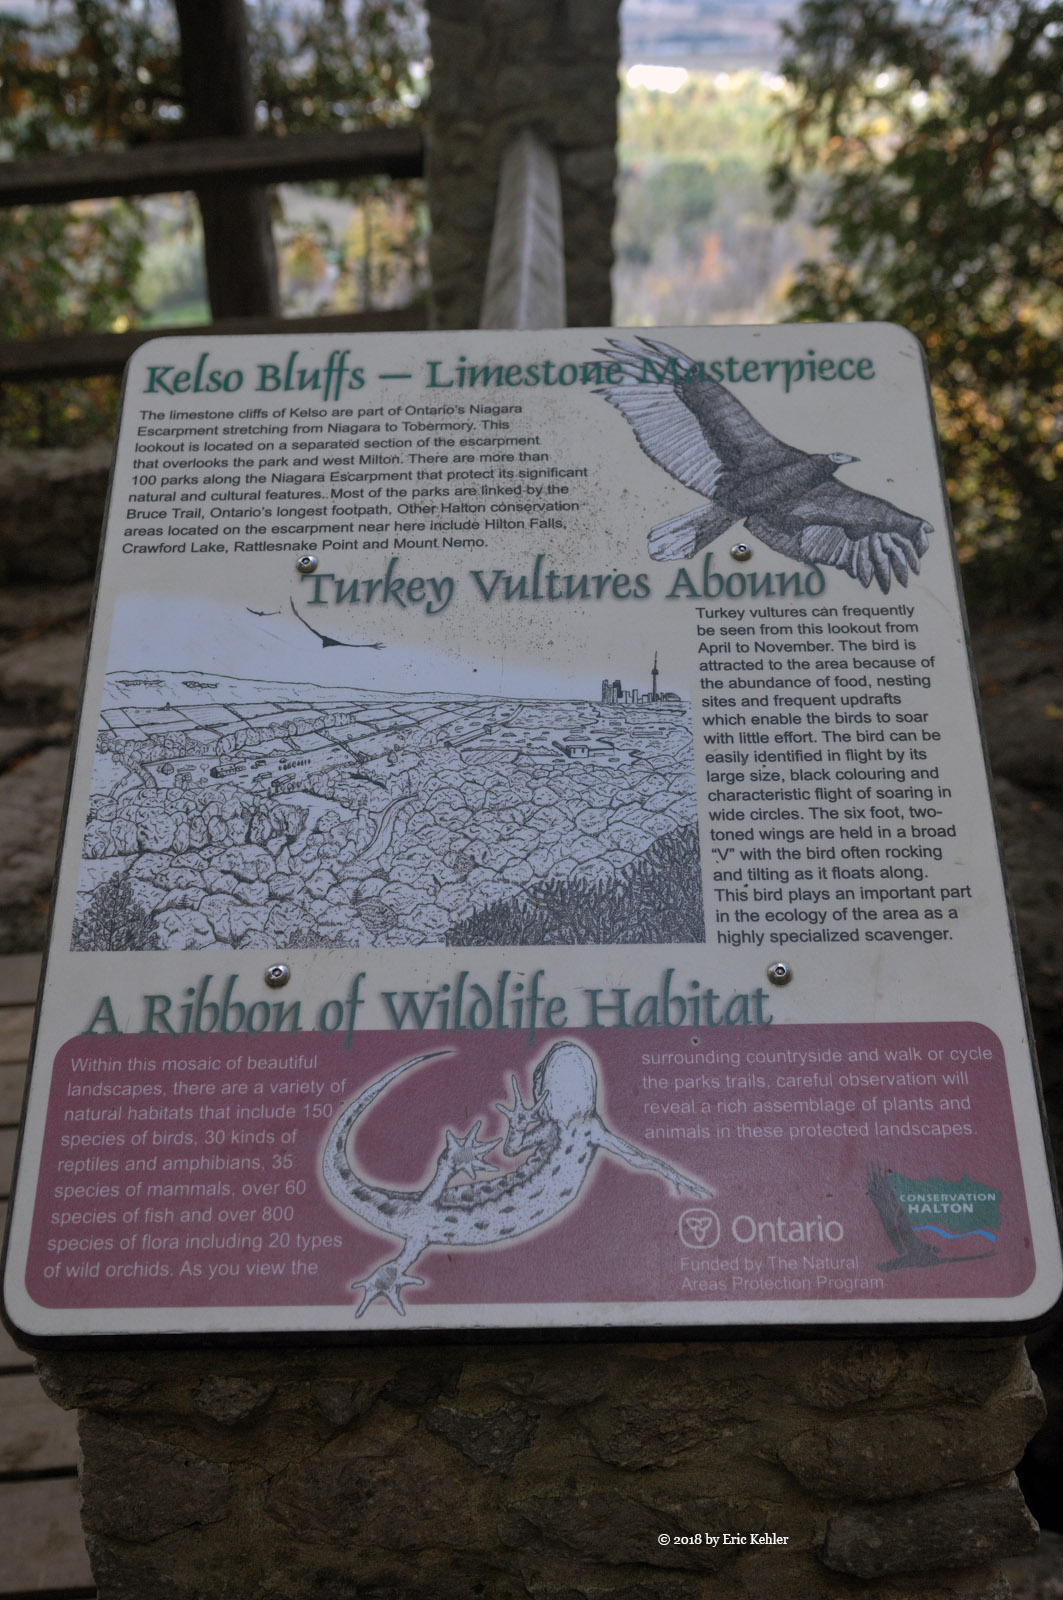 Kelso Bluffs – Limestone Masterpiece
The limestone cliffs of Kelso are part of Ontario's Niagara
Escarpment stretching from Niagara to Tobermory. This
lookout is located on a separated section of the escarpment
that overlooks the park and west Milton. There are more than
100 parks along the Niagara Escarpment that protect its significant
natural and cultural features. Most of the parks are linked by the
Bruce Trail, Ontario's longest footpath. Other Halton conservation
areas located on the escarpment near here include Hilton Falls,
Crawford Lake, Rattlesnake Point and Mount Nemo.
Turkey Vultures Abound
Turkey vultures can frequently
be seen from this lookout from
April to November. The bird is
attracted to the area because of
the abundance of food, nesting
sites and frequent updrafts
which enable the birds to soar
with little effort. The bird can be
easily identified in flight by its
large size, black colouring and
characteristic flight of soaring in
wide circles. The six foot, two-
toned wings are held in a broad
"V" with the bird often rocking
and tilting as it floats along.
This bird plays an important part
in the ecology of the area as a
highly specialized scavenger.
A Ribbon of Wildlife Habitat
Within this mosaic of beautiful
landscapes, there are a variety of
natural habitats that include 150
species of birds, 30 kinds of
reptiles and amphibians, 35
species of mammals, over 60
species of fish and over 800
species of flora including 20 types
of wild orchids. As you view the
surrounding countryside and walk or cycle
the parks trails, careful observation will
reveal a rich assemblage of plants and
animals in these protected landscapes.
Ontario
Funded by The Natural
Areas Protection Program
CONSERVATION
HALTON
© 2018 by Eric Kehler